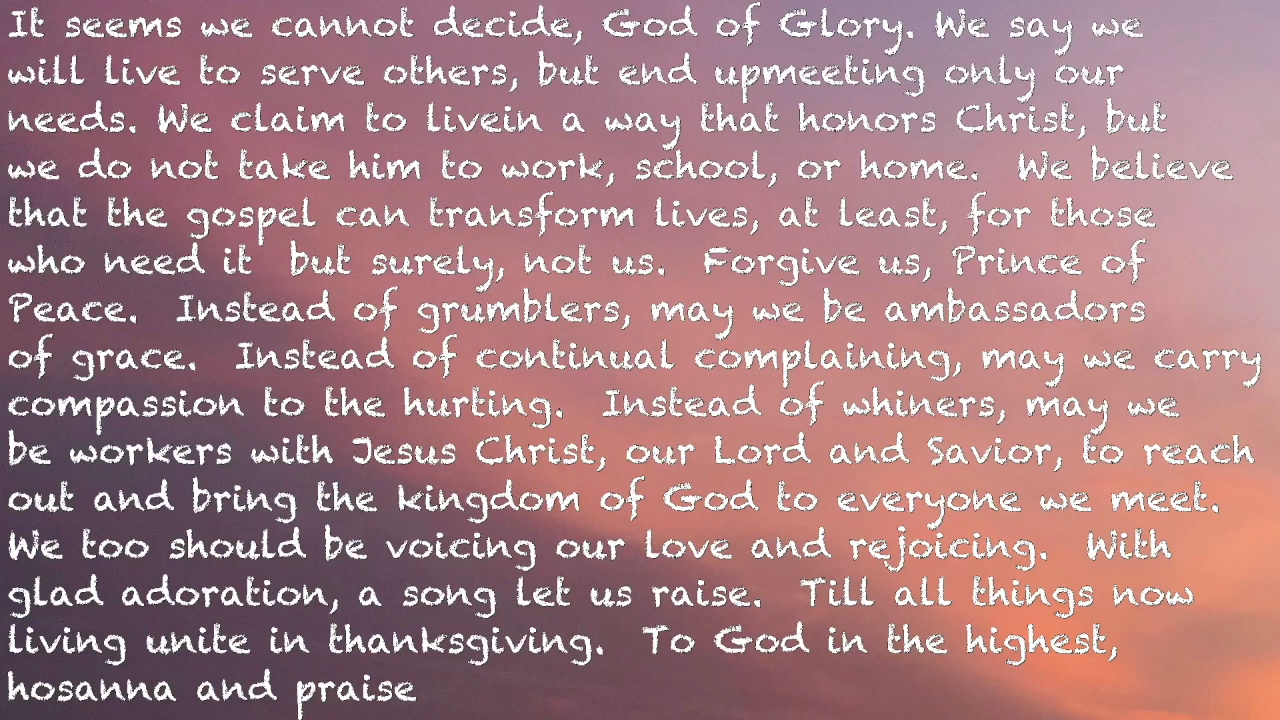 It seems we cannot decide, God of Glory. We say we
will live to serve others, but end upmeeting only our
needs. We claim to livein a way that honors Christ, but
we do not take him to work, school, or home.  We believe
that the gospel can transform lives, at least, for those
who need it  but surely, not us.  Forgive us, Prince of
Peace.  Instead of grumblers, may we be ambassadors
of grace.  Instead of continual complaining, may we carry
compassion to the hurting.  Instead of whiners, may we
be workers with Jesus Christ, our Lord and Savior, to reach
out and bring the kingdom of God to everyone we meet.
We too should be voicing our love and rejoicing.  With
glad adoration, a song let us raise.  Till all things now
living unite in thanksgiving.  To God in the highest,
hosanna and praise